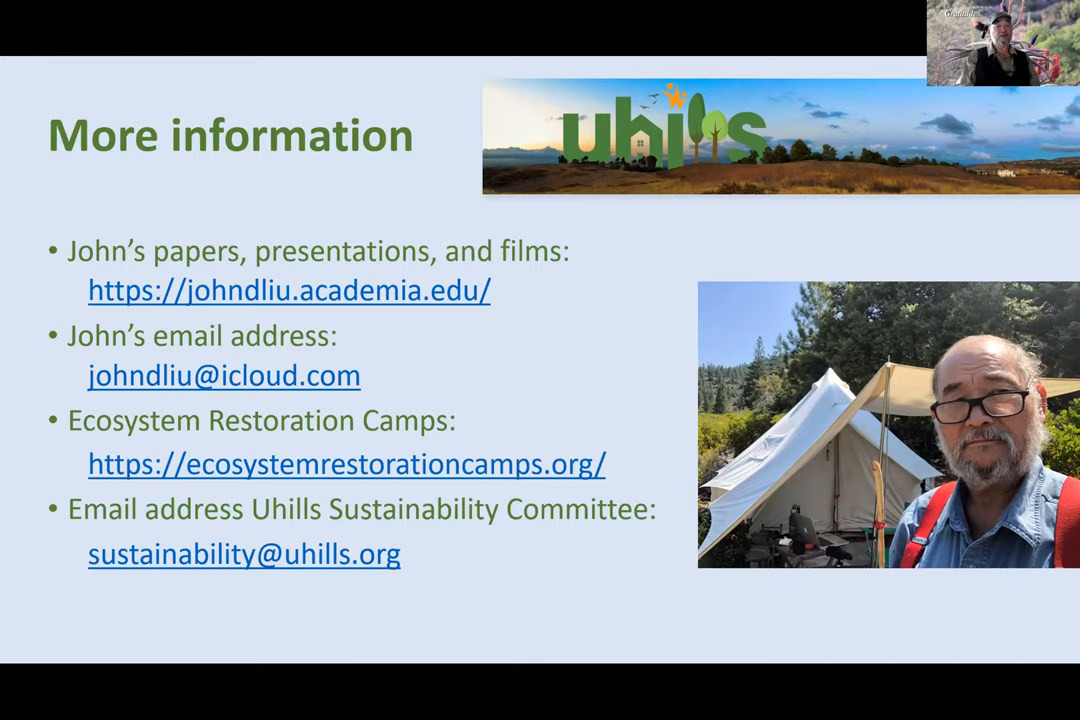 Gratitude
uhills
More information
• John's papers, presentations, and films:
https://johndliu.academia.edu/
• John's email address:
johndliu@icloud.com
• Ecosystem Restoration Camps:
https://ecosystemrestorationcamps.org/
• Email address Uhills Sustainability Committee:
sustainability@uhills.org